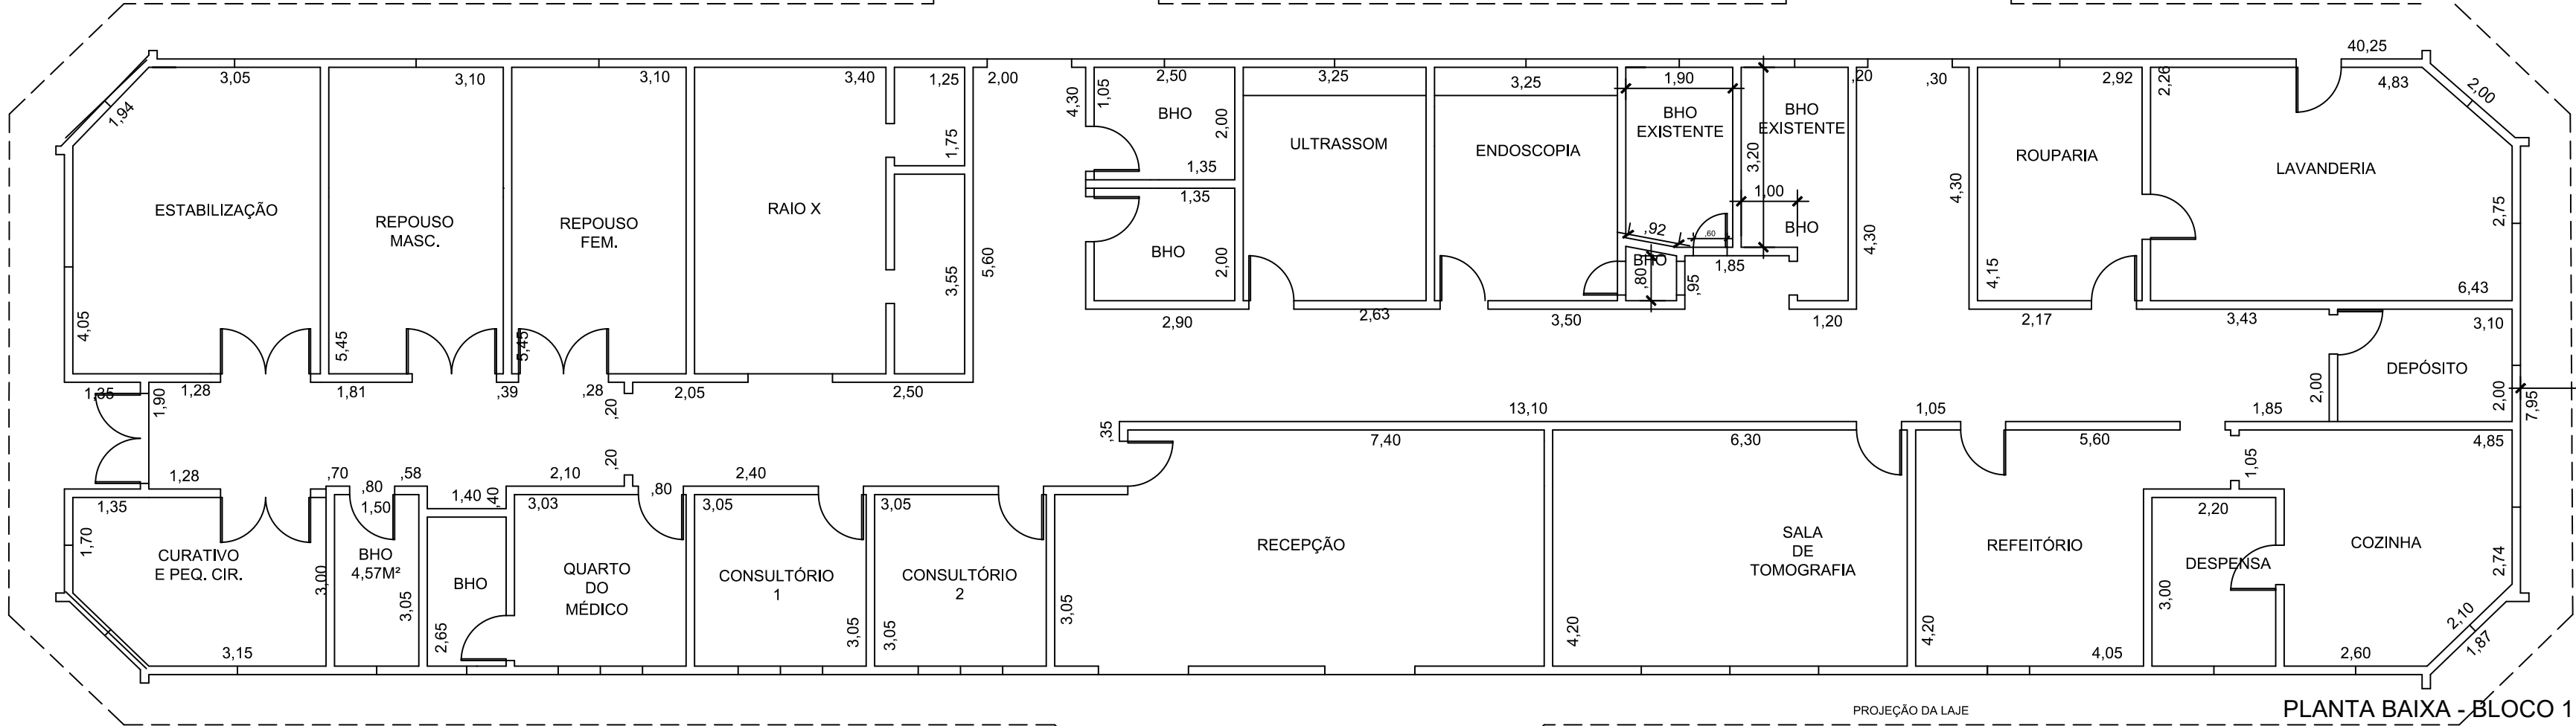 40,25
3,05
3,10
3,10
3,40
1,25
2,00
2,50
3,25
3,25
1,90
,20
,30
2,92
2,26
4,83
2,00
1,94
4,30
1,05
BHO
2,00
1,35
1,75
ULTRASSOM
ENDOSCOPIA
BHO
EXISTENTE
BHO
EXISTENTE
3,20
1,00
BHO
ROUPARIA
LAVANDERIA
2,75
ESTABILIZAÇÃO
REPOUSO
MASC.
REPOUSO
FEM.
RAIO X
1,35
BHO
2,00
5,60
3,55
,92
,60
BHO
,80
,95
1,85
4,30
4,30
4,15
6,43
4,05
5,45
5,45
2,90
2,63
3,50
1,20
2,17
3,43
3,10
DEPÓSITO
2,00
2,00
7,95
1,35
1,28
1,90
1,81
,39
,28
,20
2,05
2,50
13,10
1,05
1,85
,35
7,40
6,30
5,60
4,85
1,05
,20
1,28
,70
,80
,58
2,10
,80
2,40
1,35
1,50
1,40
,40
3,03
3,05
3,05
2,20
1,70
CURATIVO
E PEQ. CIR.
3,00
BHO
4,57M²
3,05
BHO
2,65
QUARTO
DO
MÉDICO
CONSULTÓRIO
1
3,05
CONSULTÓRIO
2
3,05
3,05
RECEPÇÃO
SALA
DE
TOMOGRAFIA
4,20
REFEITÓRIO
4,20
DESPENSA
3,00
COZINHA
2,74
2,10
1,87
3,15
4,05
2,60
PROJEÇÃO DA LAJE
PLANTA BAIXA - BLOCO 1